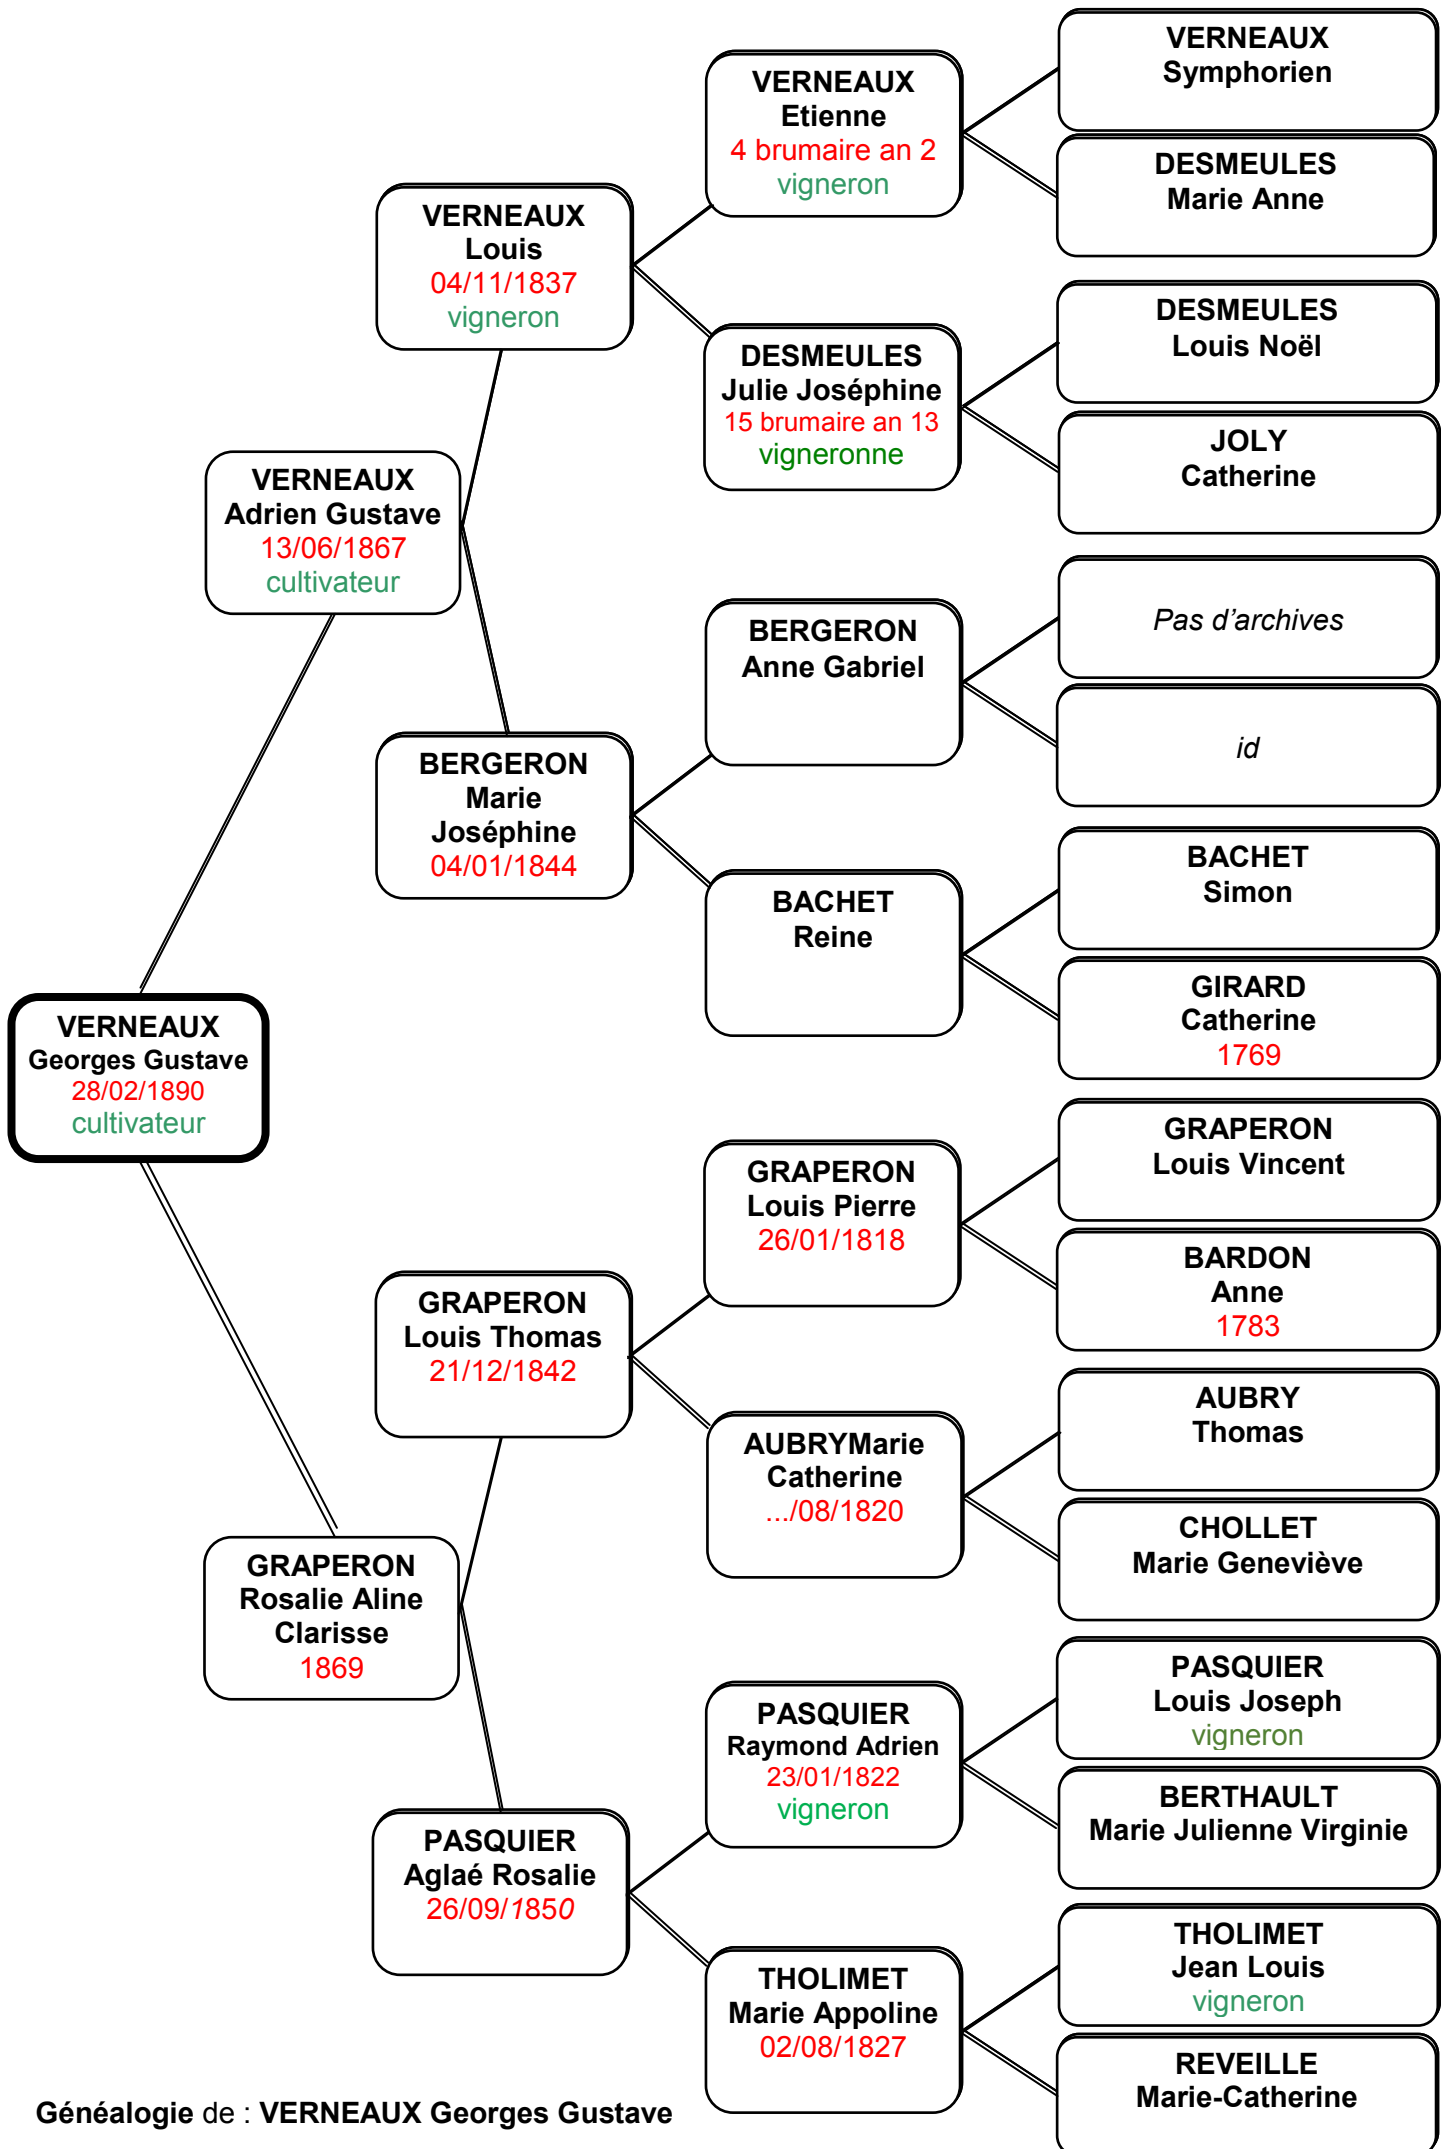 VERNEAUX
Symphorien
VERNEAUX
Etienne
4 brumaire an 2
vigneron
DESMEULES
Marie Anne
VERNEAUX
Louis
04/11/1837
vigneron
DESMEULES
Louis Noël
DESMEULES
Julie Joséphine
15 brumaire an 13
vigneronne
JOLY
Catherine
VERNEAUX
Adrien Gustave
13/06/1867
cultivateur
Pas d’archives
BERGERON
Anne Gabriel
id
BERGERON
Marie
Joséphine
04/01/1844
BACHET
Simon
BACHET
Reine
GIRARD
Catherine
1769
VERNEAUX
Georges Gustave
28/02/1890
cultivateur
GRAPERON
Louis Vincent
GRAPERON
Louis Pierre
26/01/1818
BARDON
Anne
1783
GRAPERON
Louis Thomas
21/12/1842
AUBRY
Thomas
AUBRYMarie
Catherine
.../08/1820
CHOLLET
Marie Geneviève
GRAPERON
Rosalie Aline
Clarisse
1869
PASQUIER
Louis Joseph
vigneron
PASQUIER
Raymond Adrien
23/01/1822
vigneron
BERTHAULT
Marie Julienne Virginie
PASQUIER
Aglaé Rosalie
26/09/1850
THOLIMET
Jean Louis
vigneron
THOLIMET
Marie Appoline
02/08/1827
REVEILLE
Marie-Catherine
Généalogie de : VERNEAUX Georges Gustave